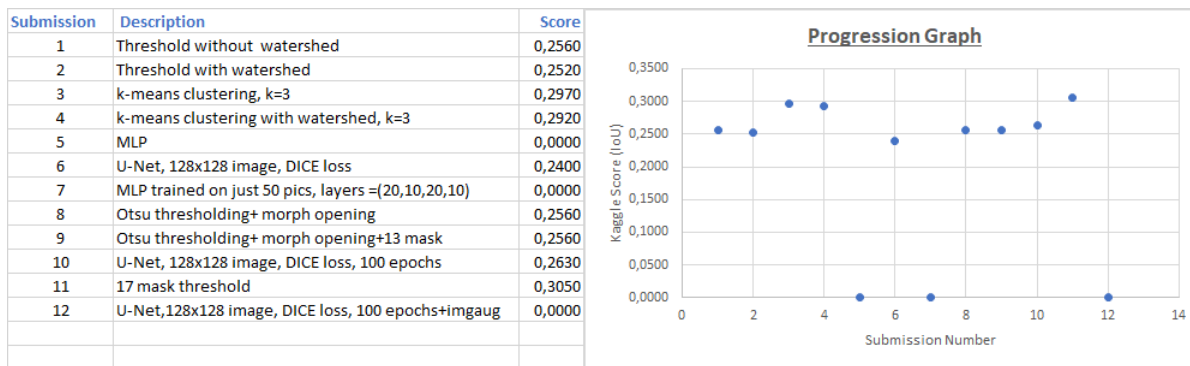 Submission Description Score
1 Threshold without  watershed 0,2560
2 Threshold with watershed 0,2520
3 k-means clustering, k=3 0,2970
4 k-means clustering with watershed, k=3 0,2920
5 MLP 0,0000
6 U-Net, 128x128 image, DICE loss 0,2400
7 MLP trained on just 50 pics, layers =(20,10,20,10) 0,0000
8 Otsu thresholding+ morph opening 0,2560
9 Otsu thresholding+ morph opening+13 mask 0,2560
10 U-Net, 128x128 image, DICE loss, 100 epochs 0,2630
11 17 mask threshold 0,3050
12 U-Net,128x128 image, DICE loss, 100 epochs+imgaug 0,0000
Progression Graph
Kaggle Score (IoU)
0,3500
0,3000
0,2500
0,2000
0,1500
0,1000
0,0500
0,0000
0 2 4 6 8 10 12 14
Submission Number